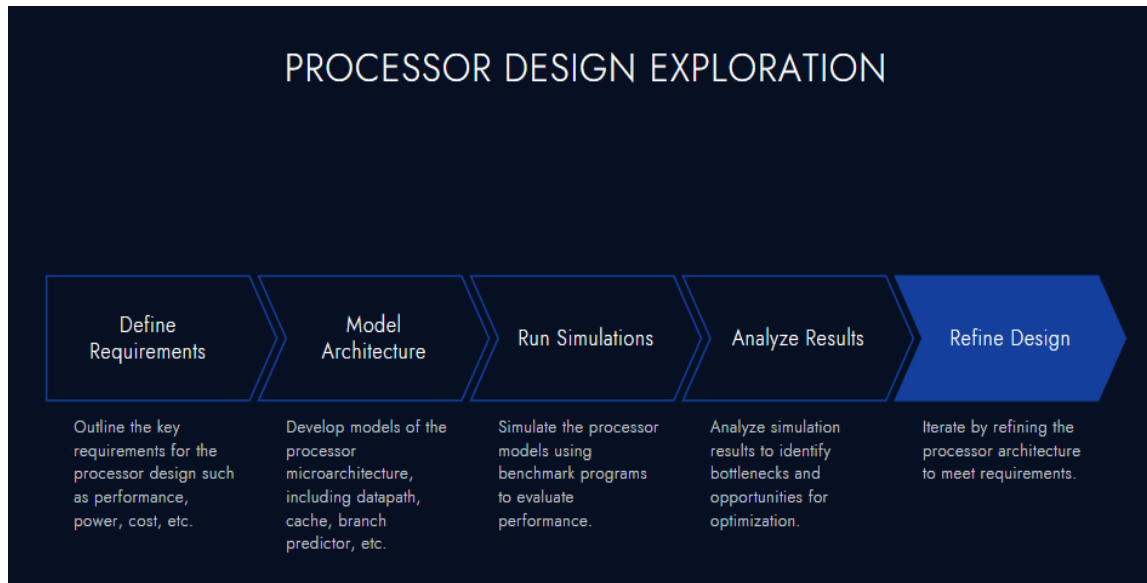 PROCESSOR DESIGN EXPLORATION
Define
Requirements
Model
Architecture
Run Simulations
Analyze Results
Refine Design
Outline the key
requirements for the
processor design such
as performance,
power, cost, etc.
Develop models of the
processor
microarchitecture,
including datapath,
cache, branch
predictor, etc.
Simulate the processor
models using
benchmark programs
to evaluate
performance.
Analyze simulation
results to identify
bottlenecks and
opportunities for
optimization.
Iterate by refining the
processor architecture
to meet requirements.